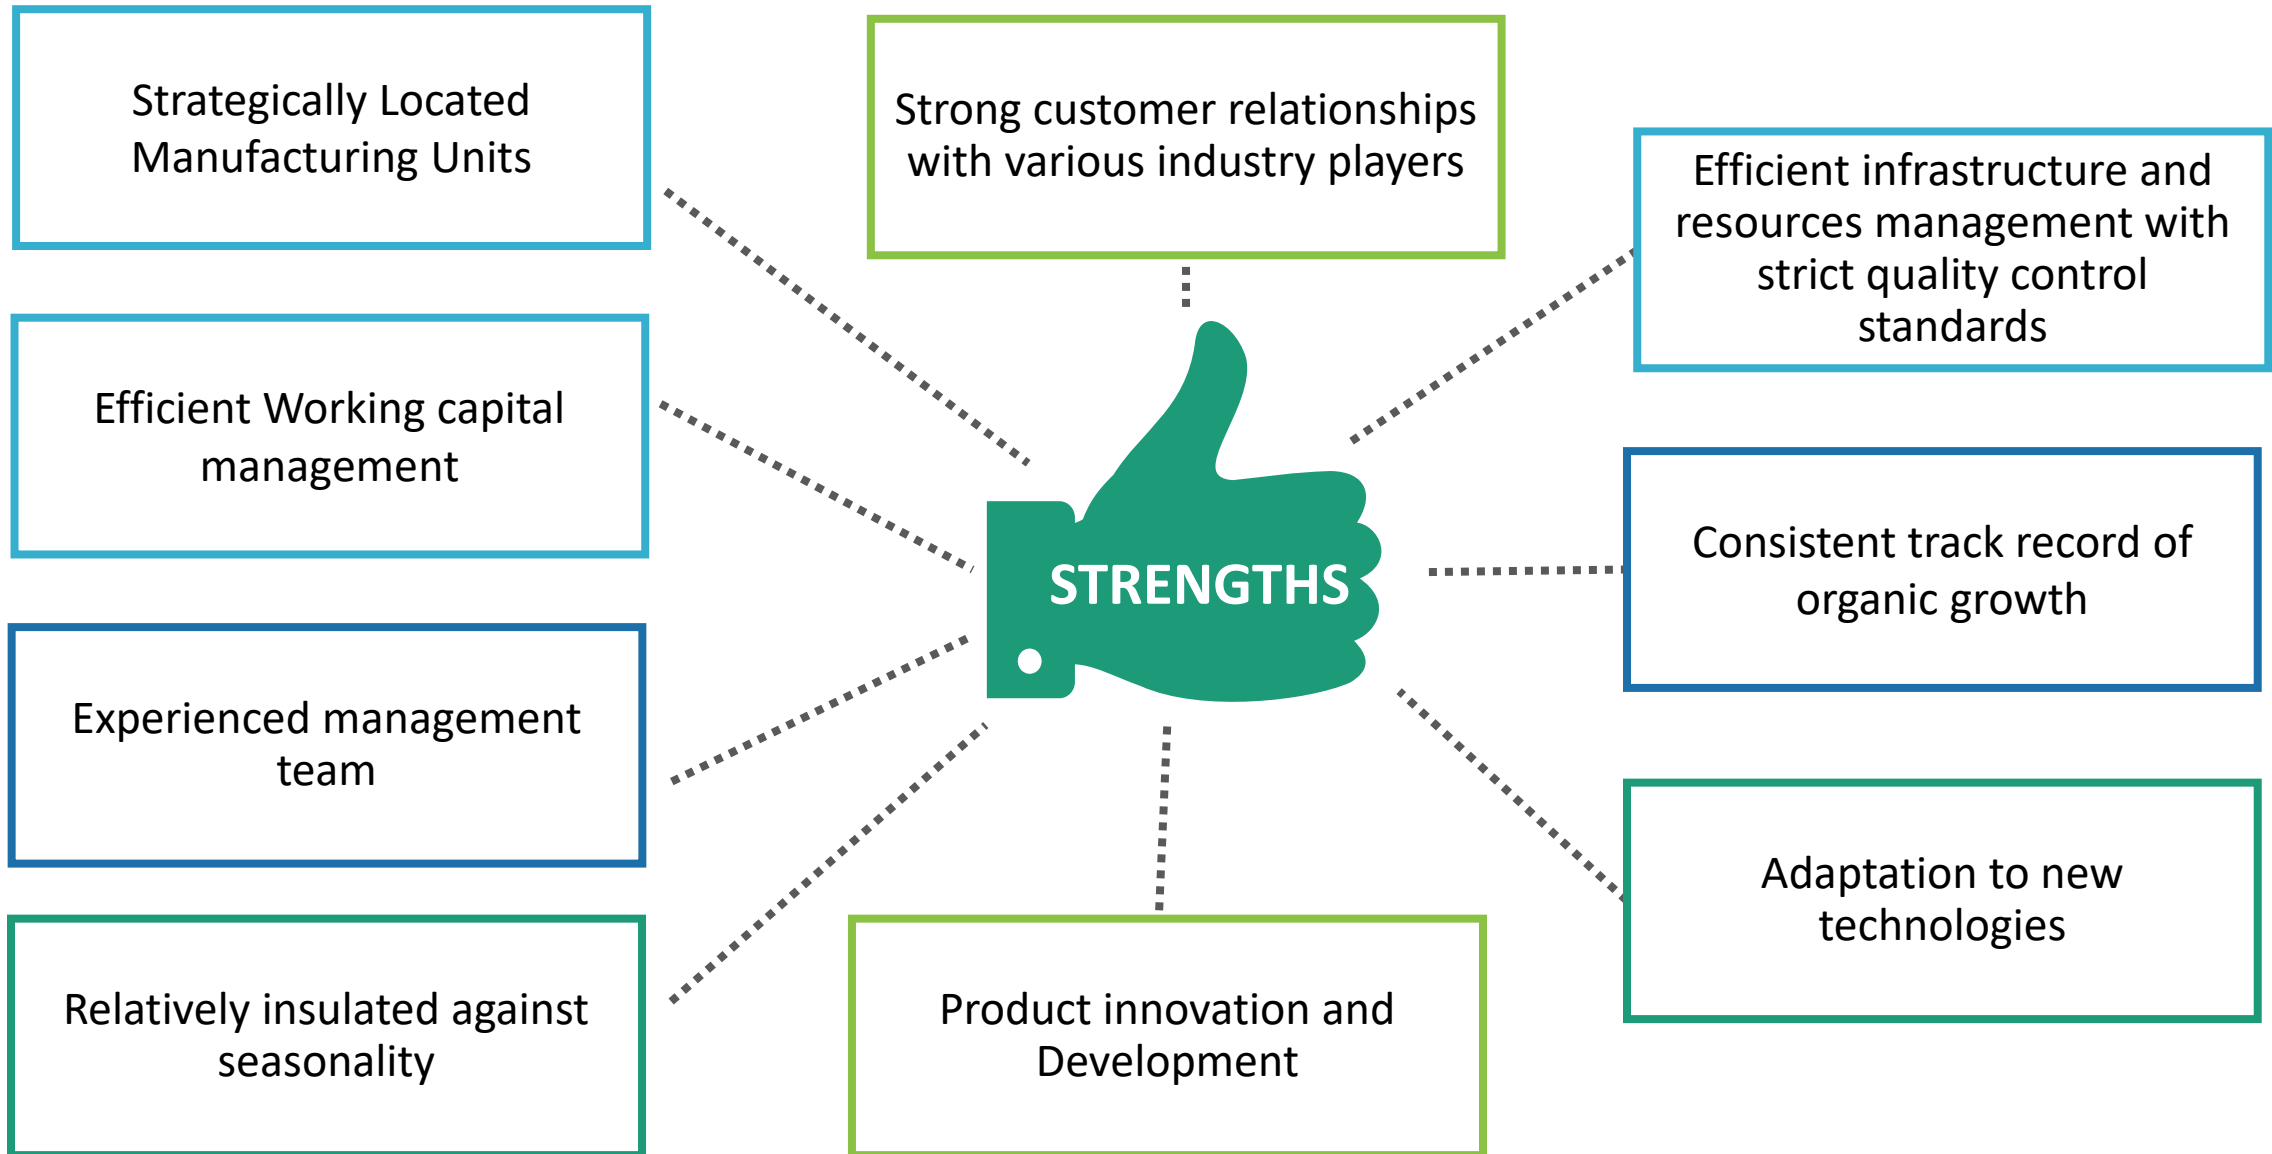 Strategically Located
Manufacturing Units
Strong customer relationships
with various industry players
Efficient infrastructure and
resources management with
strict quality control
standards
Efficient Working capital
management
STRENGTHS
Consistent track record of
organic growth
Experienced management
team
Adaptation to new
technologies
Relatively insulated against
seasonality
Product innovation and
Development